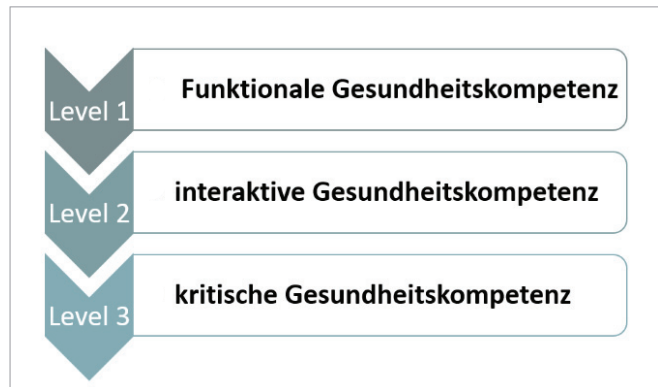 Level 1
Funktionale Gesundheitskompetenz
Level 2
interaktive Gesundheitskompetenz
Level 3
kritische Gesundheitskompetenz